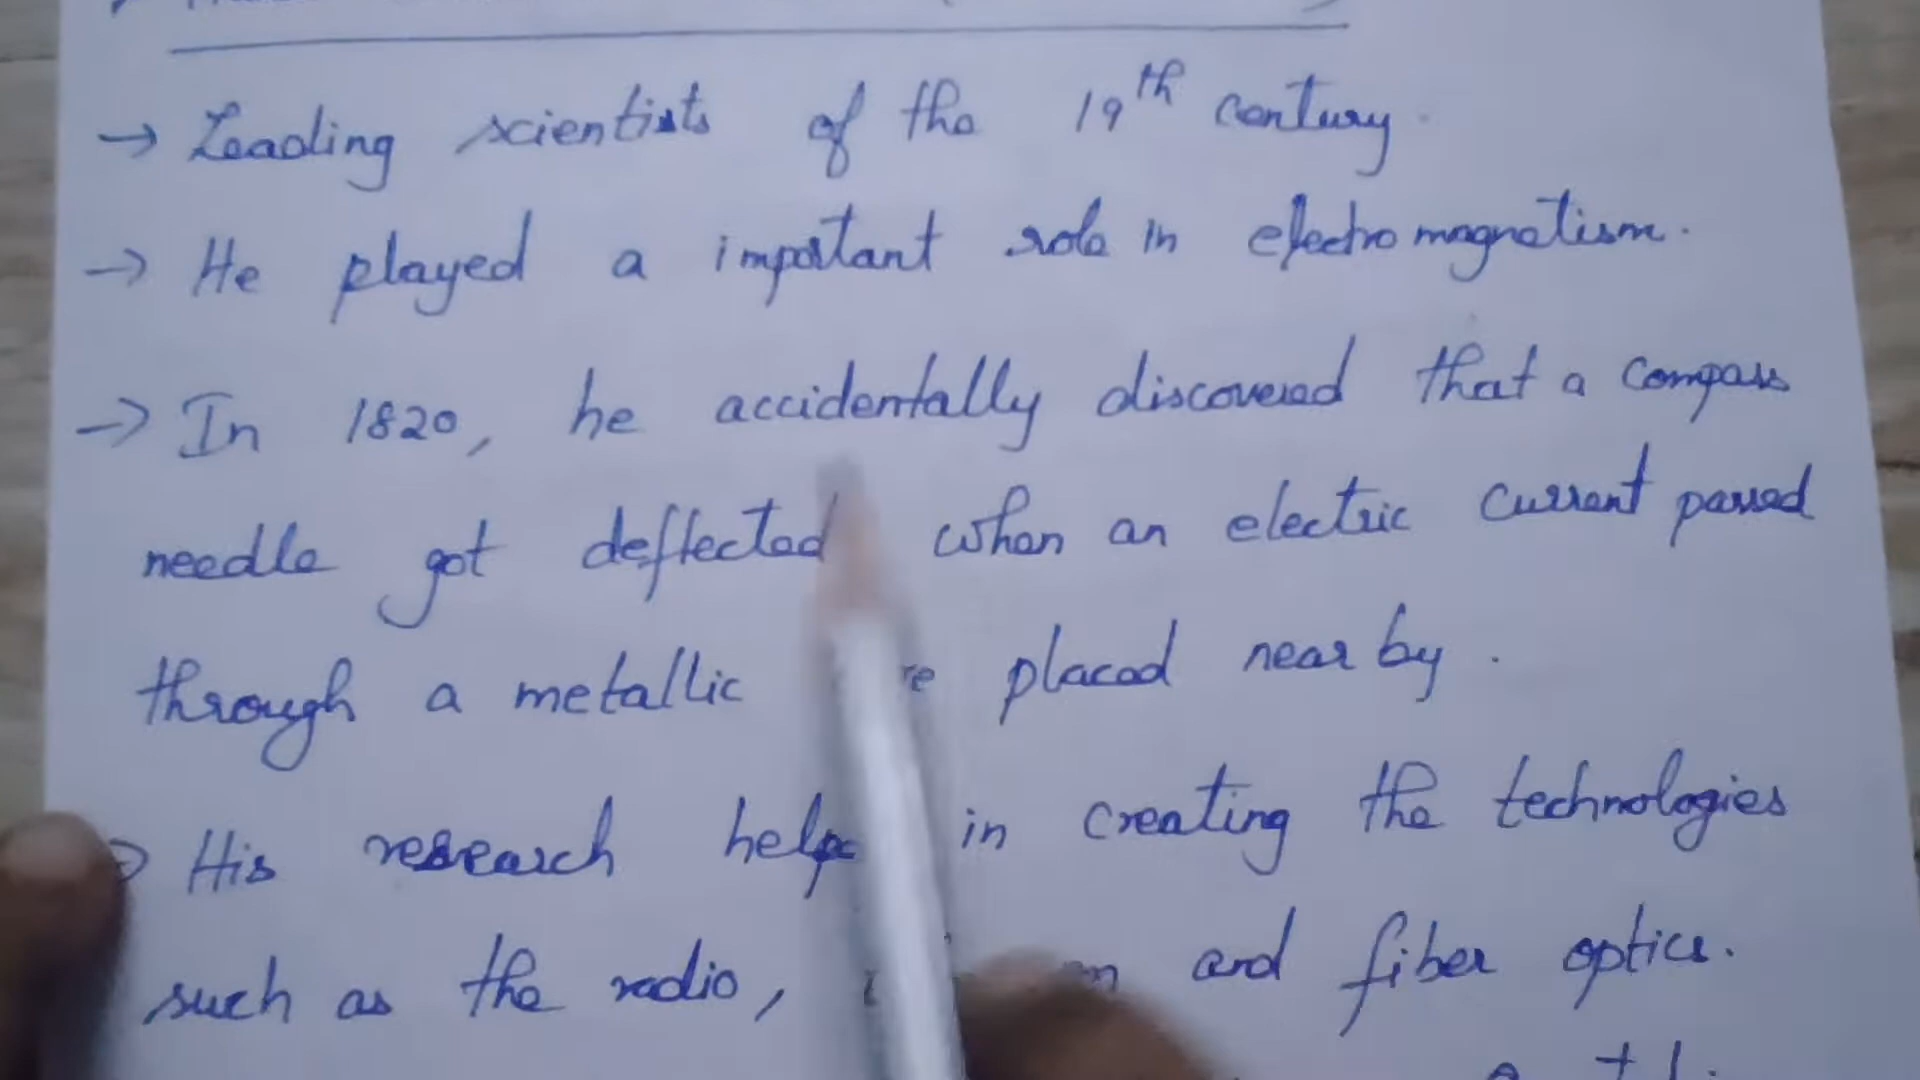 → Leading scientists of the 19th century.
→ He played a important role in electromagnetism.
→ In 1820, he accidentally discovered that a compass
needle got deflected when an electric current passed
through a metallic placed near by.
→ His research in creating the technologies
such as the radio, and fiber optics.